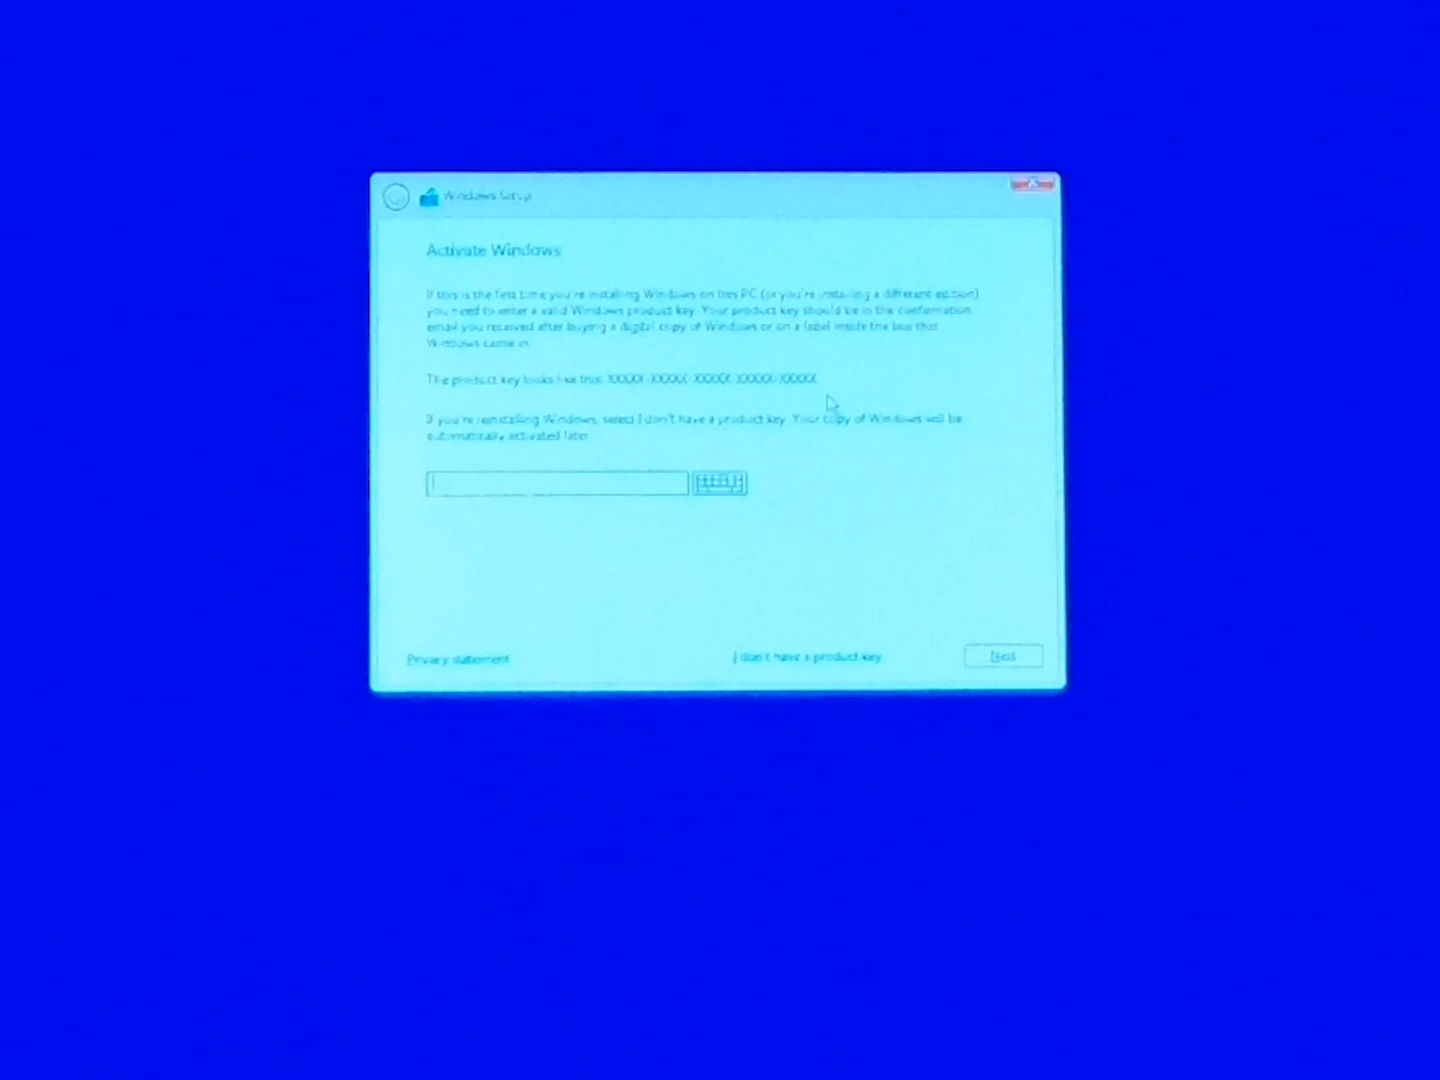 Windows Setup
Activate Windows
If this is the first time you're installing Windows on this PC (or you're installing a different edition),
you need to enter a valid Windows product key. Your product key should be in the confirmation
email you received after buying a digital copy of Windows or on a label inside the box that
Windows came in.
The product key looks like this: XXXXX-XXXXX-XXXXX-XXXXX-XXXXX
If you're reinstalling Windows, select I don't have a product key. Your copy of Windows will be
automatically activated later.
Privacy statement
I don't have a product key
Next